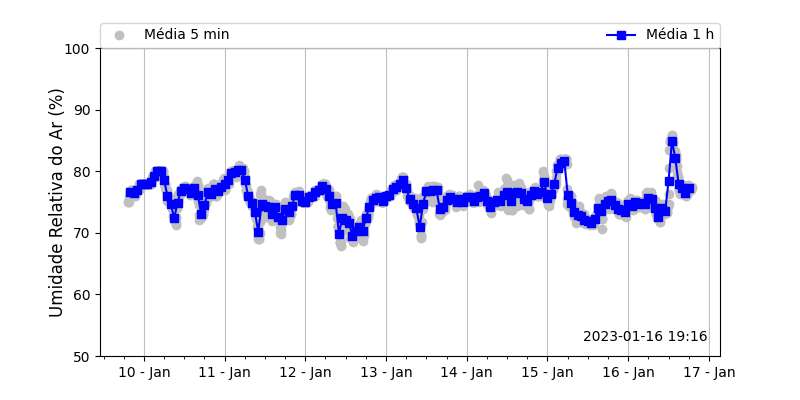 Média 5 min
Média 1 h
Umidade Relativa do Ar (%)
100
90
80
70
60
50
2023-01-16 19:16
10 - Jan
11 - Jan
12 - Jan
13 - Jan
14 - Jan
15 - Jan
16 - Jan
17 - Jan